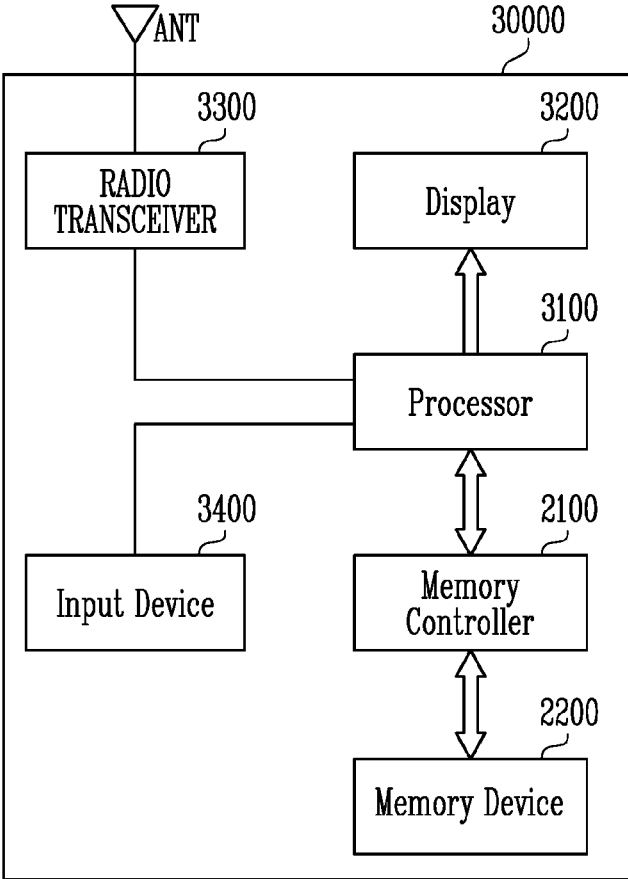 ANT
30000
3300
3200
RADIO
TRANSCEIVER
Display
3100
Processor
3400
2100
Input Device
Memory
Controller
2200
Memory Device